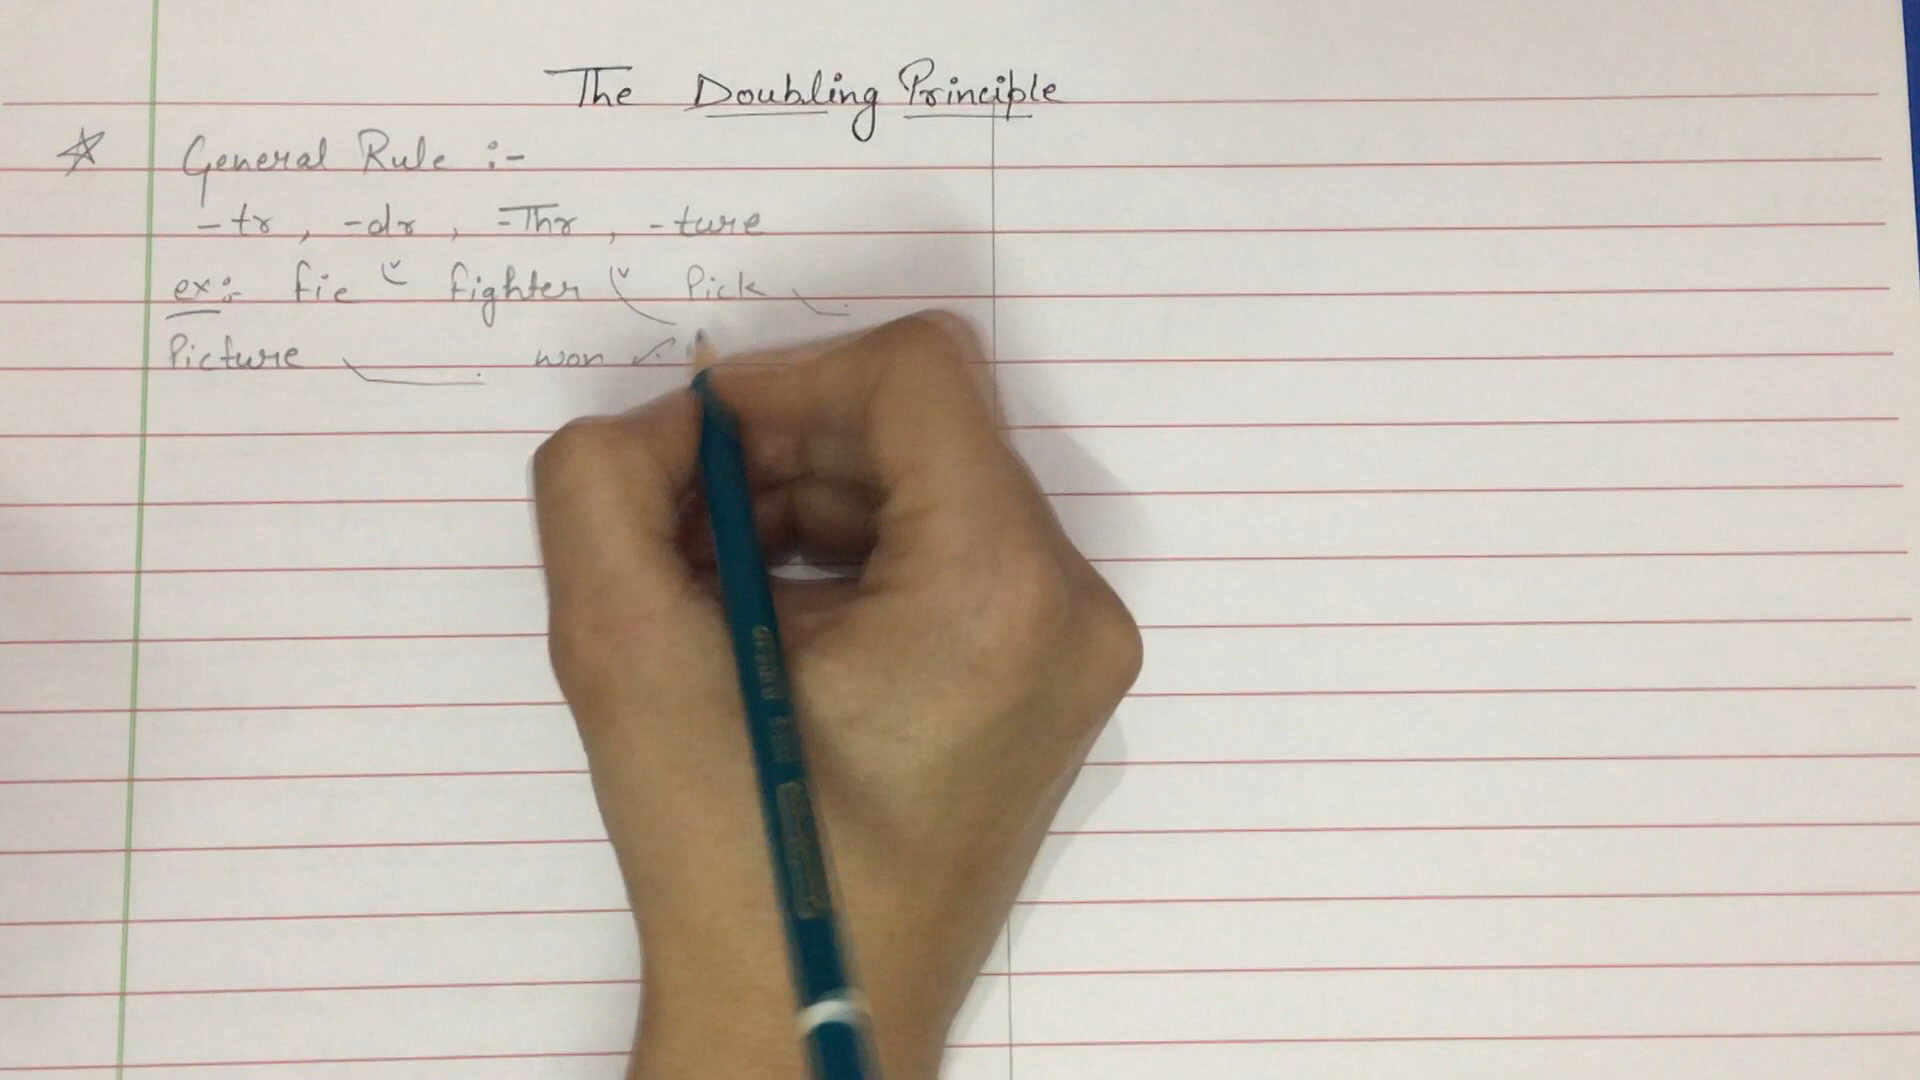 The Doubling Principle
General Rule :-
-tr, -dr, -Thr, -ture
ex:- fie fighter Pick
Picture won